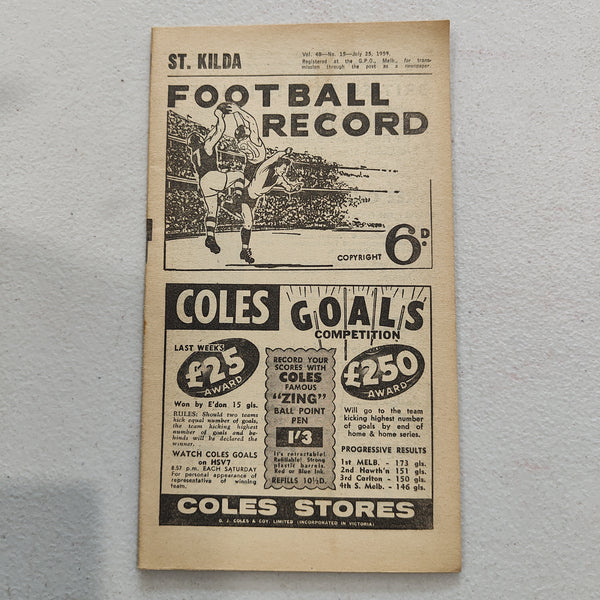 ST. KILDA
Vol. 48—No. 15—July 25, 1959.
Registered at the G.P.O., Melb., for trans-
mission through the post as a newspaper.
FOOTBALL
RECORD
COPYRIGHT 6D.
COLES GOALS
COMPETITION
LAST WEEK'S
£25
AWARD
Won by E'don 15 gls.
RULES: Should two teams
kick equal number of goals,
the team kicking highest
number of goals and be-
hinds will be declared the
winner.
WATCH COLES GOALS
on HSV7
8.57 p.m. EACH SATURDAY
For personal appearance of
representative of winning
team.
RECORD YOUR
SCORES WITH
COLES
FAMOUS
"ZING"
BALL POINT
PEN
1/3
It's retractable!
Refillable! Strong
plastic barrels.
Red or Blue Ink.
REFILLS 10½D.
£250
AWARD
Will go to the team
kicking highest number
of goals by end of
home & home series.
PROGRESSIVE RESULTS
1st MELB. - 173 gls.
2nd Hawth'n 151 gls.
3rd Carlton - 150 gls.
4th S. Melb. - 146 gls.
COLES STORES
G. J. COLES & COY. LIMITED (INCORPORATED IN VICTORIA)